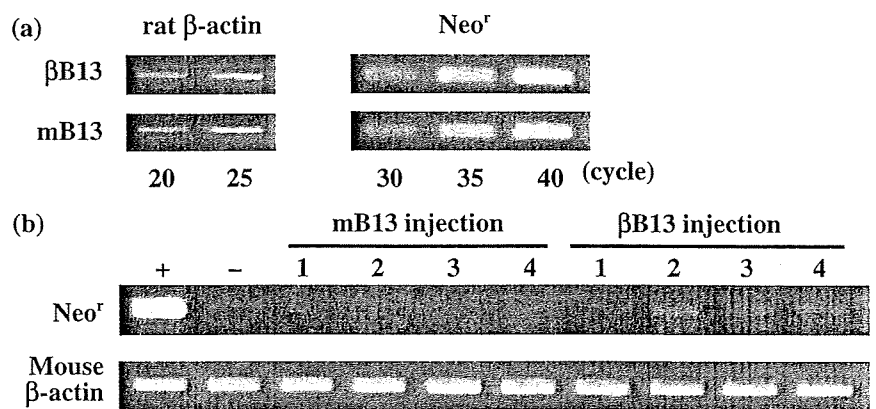 (a)
rat β-actin Neoʳ
βB13
mB13
20 25 30 35 40 (cycle)
(b)
mB13 injection βB13 injection
+ − 1 2 3 4 1 2 3 4
Neoʳ
Mouse
β-actin